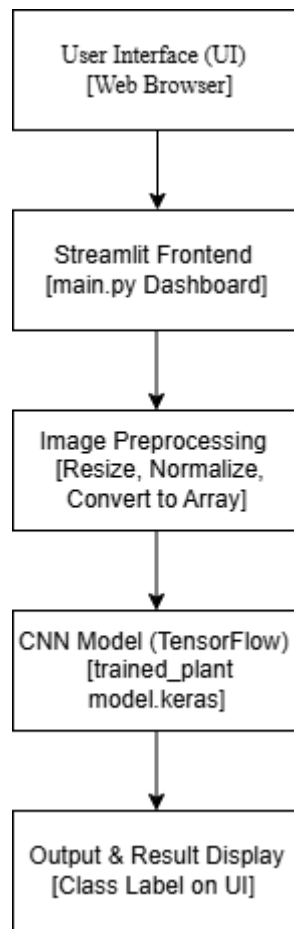 User Interface (UI)
[Web Browser]
Streamlit Frontend
[main.py Dashboard]
Image Preprocessing
[Resize, Normalize,
Convert to Array]
CNN Model (TensorFlow)
[trained_plant
model.keras]
Output & Result Display
[Class Label on UI]